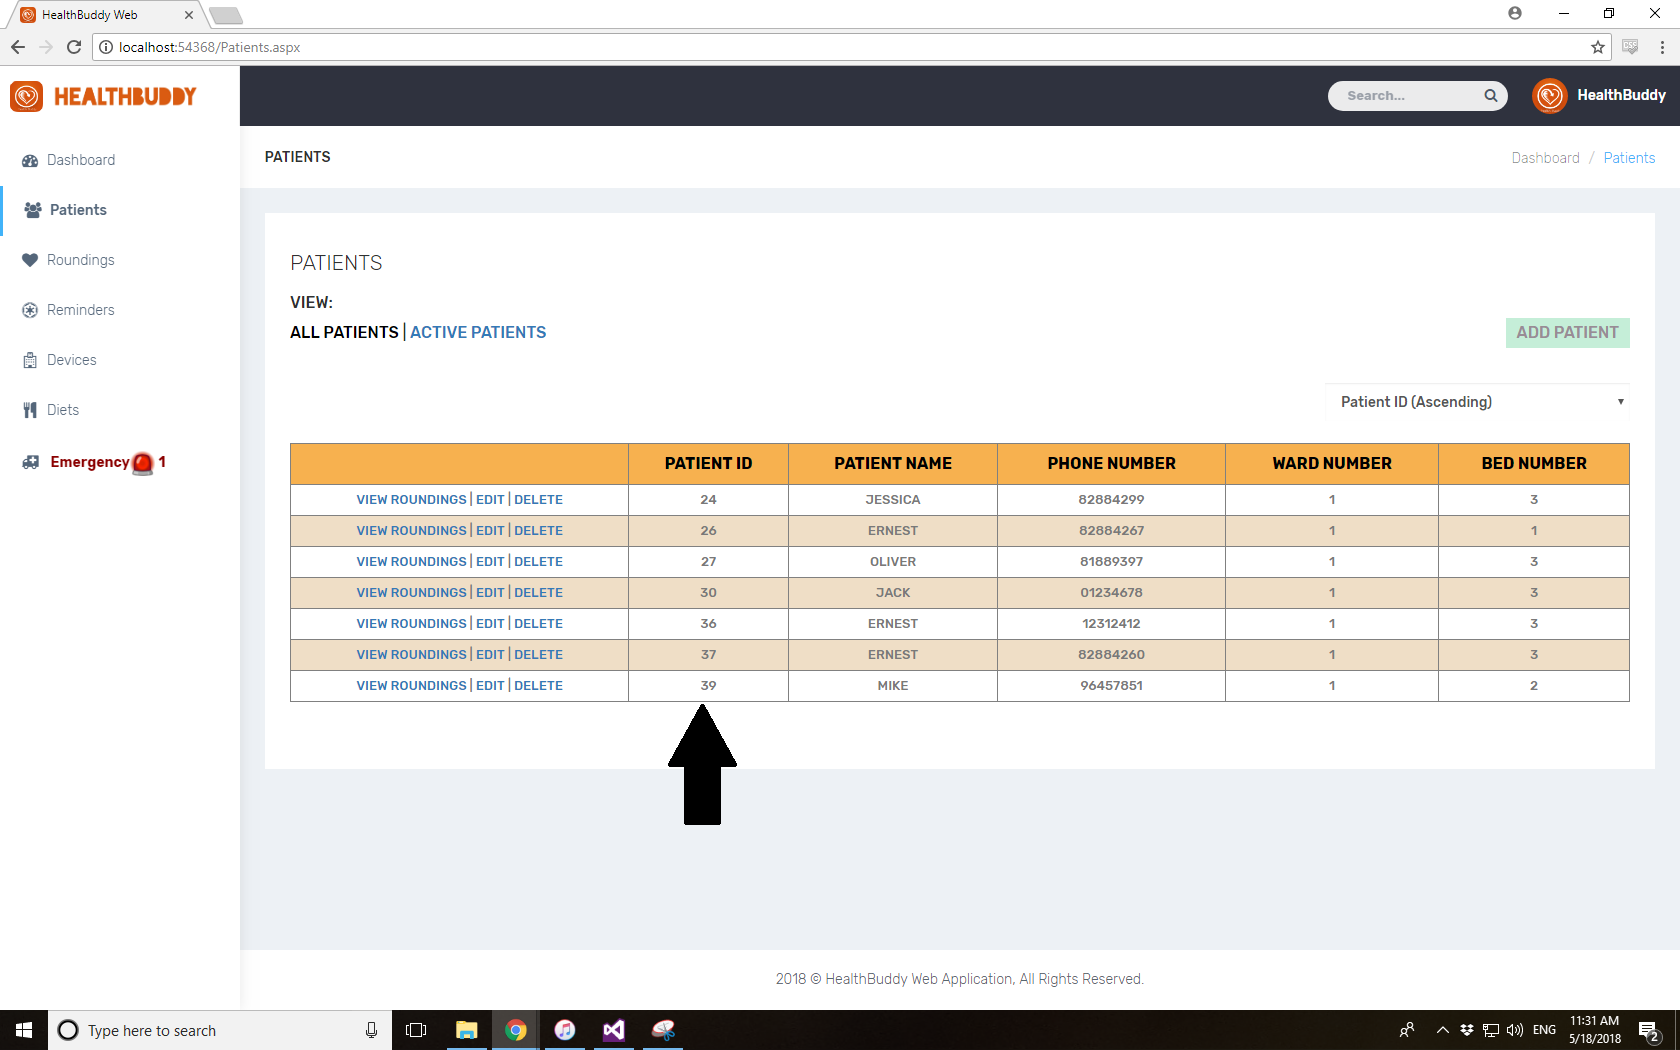 HealthBuddy Web
localhost:54368/Patients.aspx
HEALTHBUDDY
Search...
HealthBuddy
Dashboard
Patients
Roundings
Reminders
Devices
Diets
Emergency 1
PATIENTS
Dashboard / Patients
PATIENTS
VIEW:
ALL PATIENTS | ACTIVE PATIENTS
ADD PATIENT
Patient ID (Ascending)
PATIENT ID PATIENT NAME PHONE NUMBER WARD NUMBER BED NUMBER
VIEW ROUNDINGS | EDIT | DELETE 24 JESSICA 82884299 1 3
VIEW ROUNDINGS | EDIT | DELETE 26 ERNEST 82884267 1 1
VIEW ROUNDINGS | EDIT | DELETE 27 OLIVER 81889397 1 3
VIEW ROUNDINGS | EDIT | DELETE 30 JACK 01234678 1 3
VIEW ROUNDINGS | EDIT | DELETE 36 ERNEST 12312412 1 3
VIEW ROUNDINGS | EDIT | DELETE 37 ERNEST 82884260 1 3
VIEW ROUNDINGS | EDIT | DELETE 39 MIKE 96457851 1 2
2018 © HealthBuddy Web Application, All Rights Reserved.
Type here to search
ENG
11:31 AM
5/18/2018
2